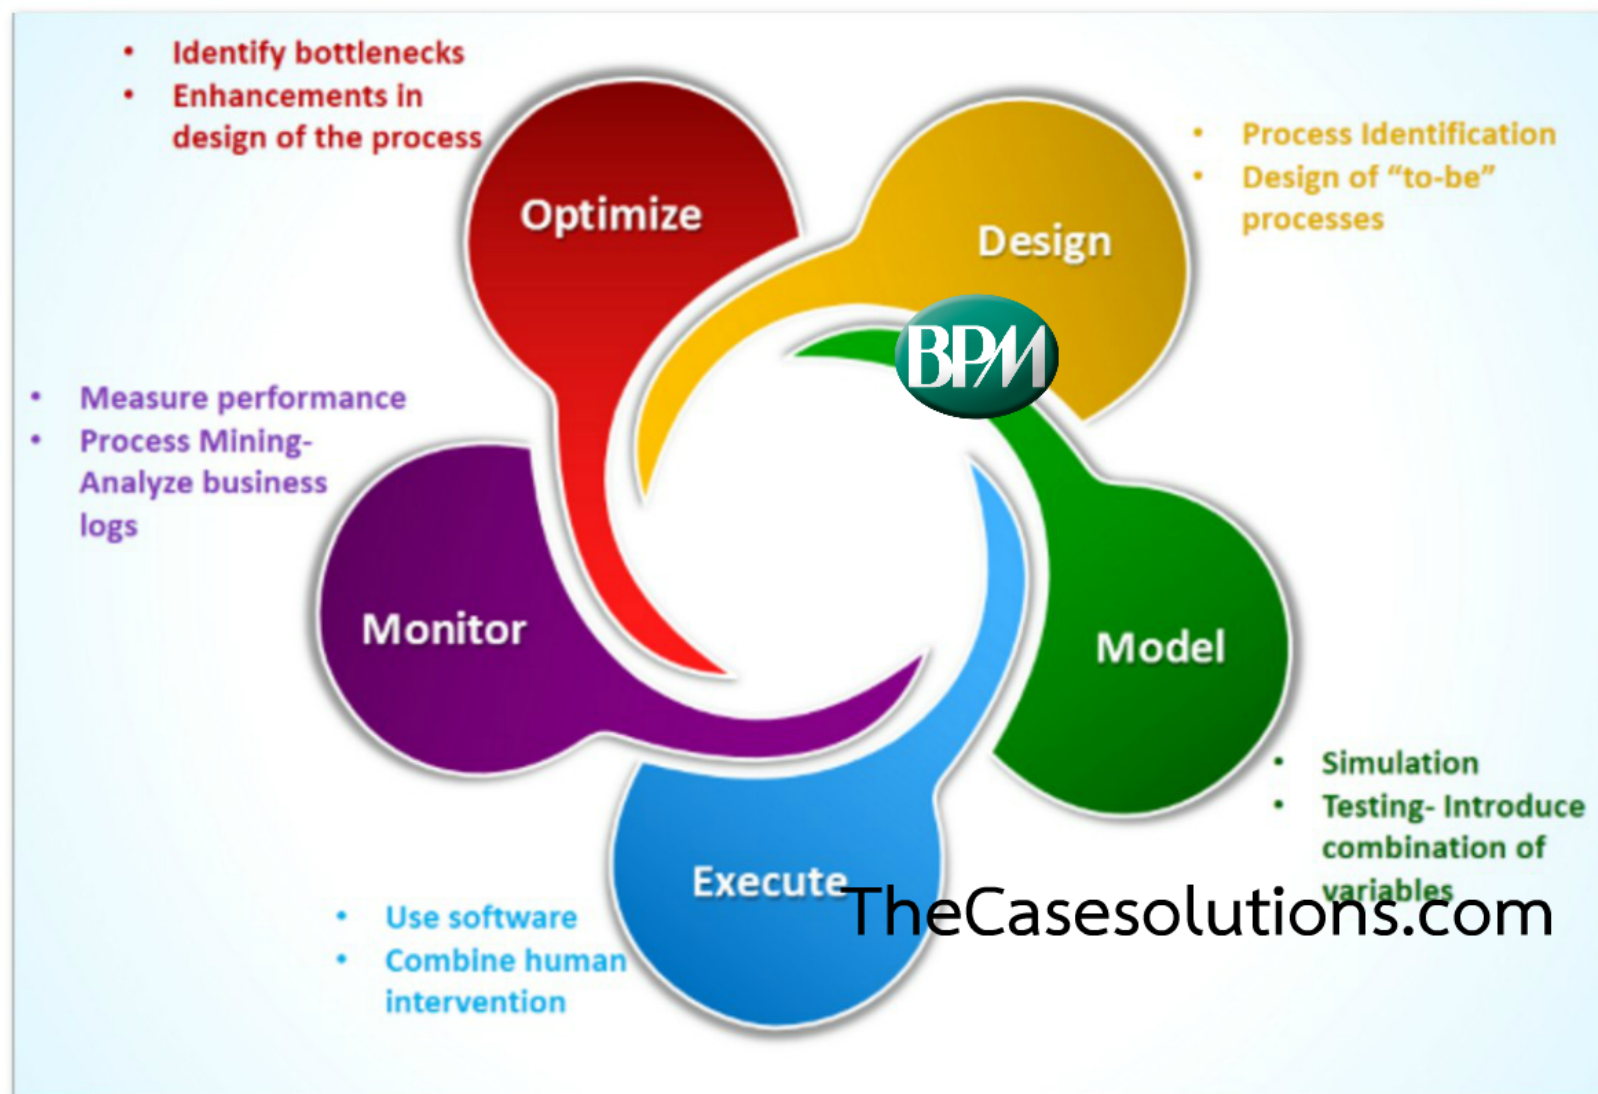 • Identify bottlenecks
• Enhancements in
design of the process
Optimize
Design
• Process Identification
• Design of “to-be”
processes
BPM
• Measure performance
• Process Mining-
Analyze business
logs
Monitor
Model
• Simulation
• Testing- Introduce
combination of
variables
Execute
TheCasesolutions.com
• Use software
• Combine human
intervention